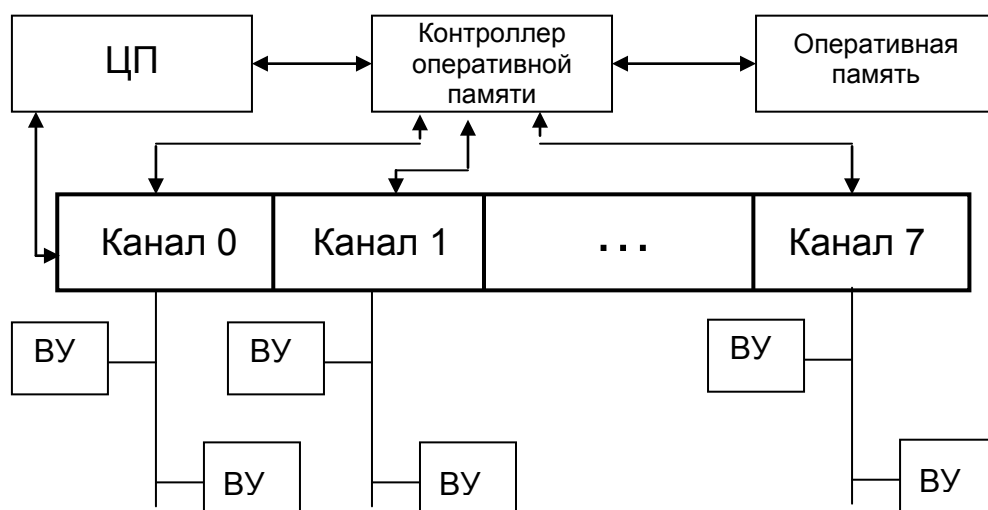 ЦП
Контроллер
оперативной
памяти
Оперативная
память
Канал 0
Канал 1
...
Канал 7
ВУ
ВУ
ВУ
ВУ
ВУ
ВУ